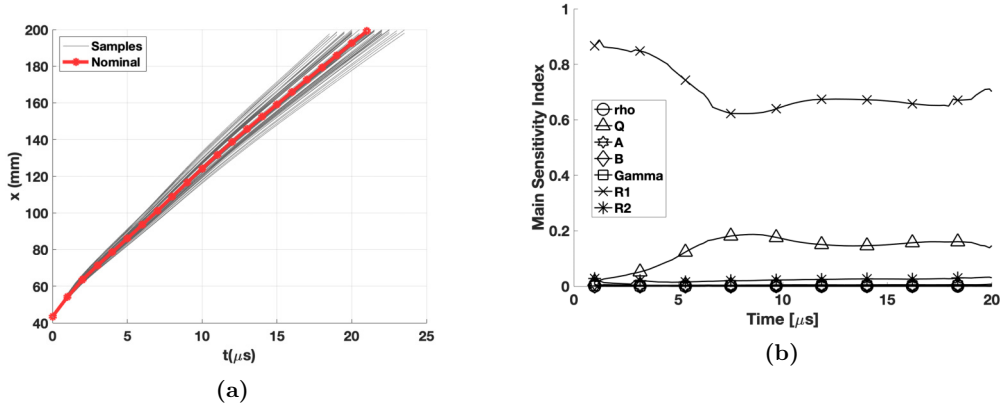 200
180
160
140
120
100
80
60
40
0
5
10
15
20
25
x (mm)
t(μs)
Samples
Nominal
(a)
1
0.8
0.6
0.4
0.2
0
0
5
10
15
20
Main Sensitivity Index
Time [μs]
rho
Q
A
B
Gamma
R1
R2
(b)